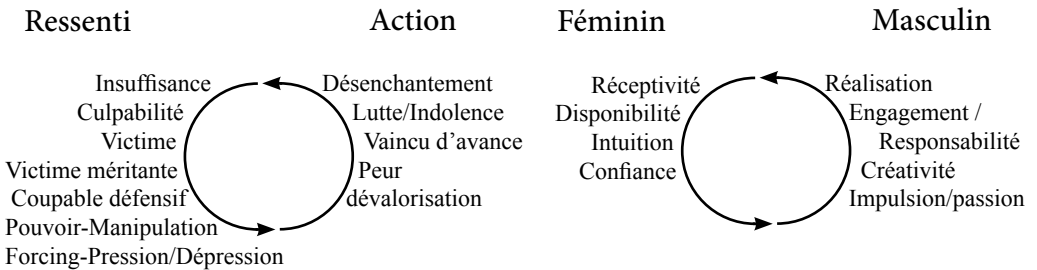 Ressenti
Action
Insuffisance
Culpabilité
Victime
Victime méritante
Coupable défensif
Pouvoir-Manipulation
Forcing-Pression/Dépression
Désenchantement
Lutte/Indolence
Vaincu d’avance
Peur
dévalorisation
Féminin
Masculin
Réceptivité
Disponibilité
Intuition
Confiance
Réalisation
Engagement /
Responsabilité
Créativité
Impulsion/passion